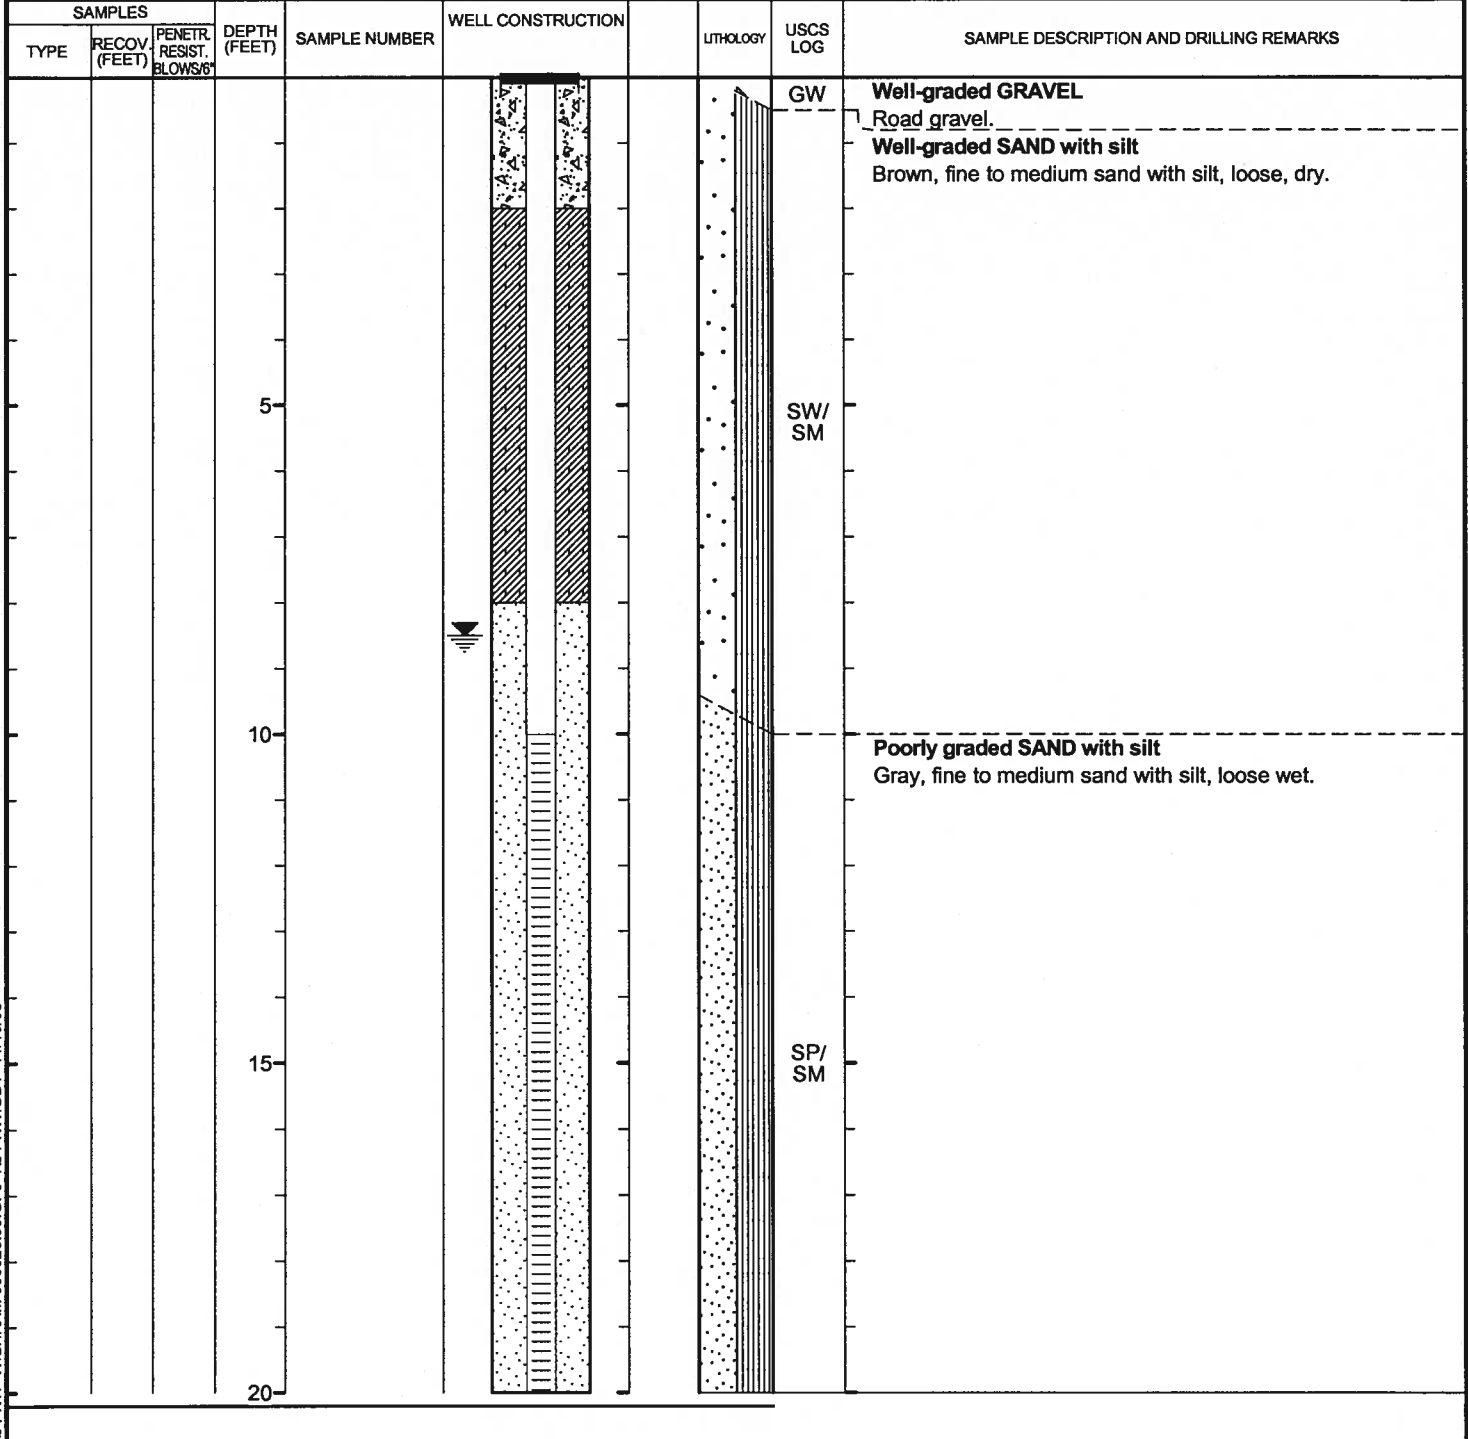 SAMPLES
TYPE
RECOV.
(FEET)
PENETR.
RESIST.
BLOWS/6"
DEPTH
(FEET)
SAMPLE NUMBER
WELL CONSTRUCTION
LITHOLOGY
USCS
LOG
SAMPLE DESCRIPTION AND DRILLING REMARKS
GW
Well-graded GRAVEL
Road gravel.
Well-graded SAND with silt
Brown, fine to medium sand with silt, loose, dry.
5
SW/
SM
10
Poorly graded SAND with silt
Gray, fine to medium sand with silt, loose wet.
15
SP/
SM
20